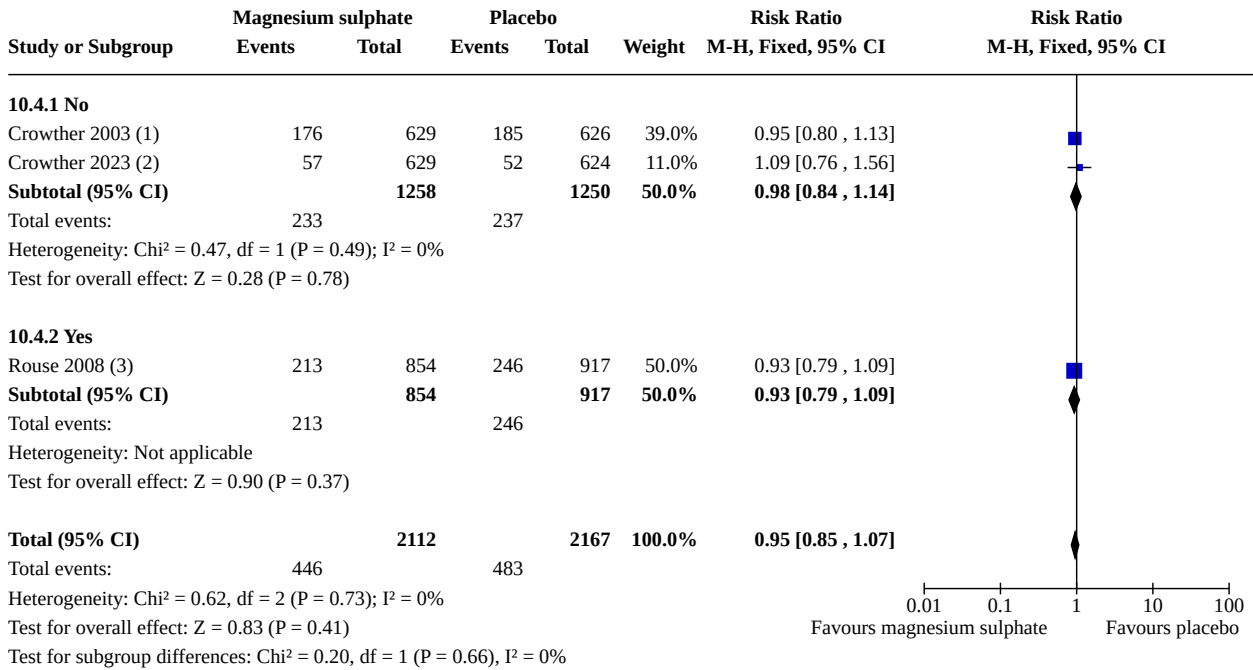 Magnesium sulphate Placebo Risk Ratio Risk Ratio
Study or Subgroup Events Total Events Total Weight M-H, Fixed, 95% CI M-H, Fixed, 95% CI
10.4.1 No
Crowther 2003 (1) 176 629 185 626 39.0% 0.95 [0.80 , 1.13]
Crowther 2023 (2) 57 629 52 624 11.0% 1.09 [0.76 , 1.56]
Subtotal (95% CI) 1258 1250 50.0% 0.98 [0.84 , 1.14]
Total events: 233 237
Heterogeneity: Chi² = 0.47, df = 1 (P = 0.49); I² = 0%
Test for overall effect: Z = 0.28 (P = 0.78)
10.4.2 Yes
Rouse 2008 (3) 213 854 246 917 50.0% 0.93 [0.79 , 1.09]
Subtotal (95% CI) 854 917 50.0% 0.93 [0.79 , 1.09]
Total events: 213 246
Heterogeneity: Not applicable
Test for overall effect: Z = 0.90 (P = 0.37)
Total (95% CI) 2112 2167 100.0% 0.95 [0.85 , 1.07]
Total events: 446 483
Heterogeneity: Chi² = 0.62, df = 2 (P = 0.73); I² = 0%
0.01 0.1 1 10 100
Test for overall effect: Z = 0.83 (P = 0.41)
Favours magnesium sulphate Favours placebo
Test for subgroup differences: Chi² = 0.20, df = 1 (P = 0.66), I² = 0%